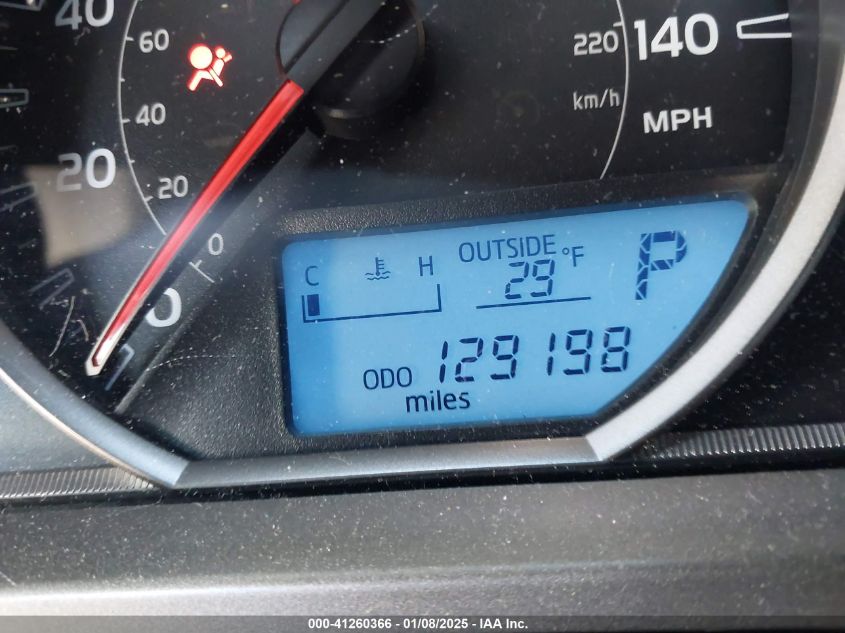 40
60
20
40
20
0
0
220
140
km/h
MPH
OUTSIDE
C H 29 °F P
ODO 129198
miles
000-41260366 - 01/08/2025 - IAA Inc.